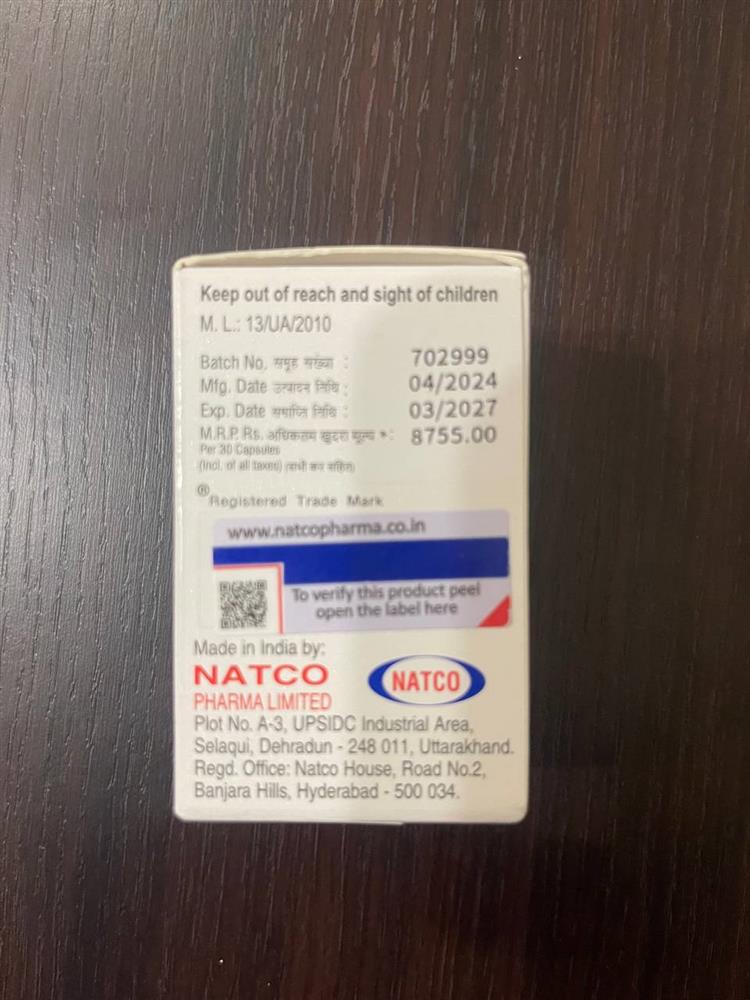 Keep out of reach and sight of children
M. L.: 13/UA/2010
Batch No. समूह संख्या : 702999
Mfg. Date उत्पादन तिथि : 04/2024
Exp. Date समाप्ति तिथि : 03/2027
M.R.P. Rs. अधिकतम खुदरा मूल्य : 8755.00
Per 30 Capsules
(Incl. of all taxes) (सभी कर सहित)
®Registered Trade Mark
www.natcopharma.co.in
To verify this product peel
open the label here
Made in India by:
NATCO
PHARMA LIMITED
NATCO
Plot No. A-3, UPSIDC Industrial Area,
Selaqui, Dehradun - 248 011, Uttarakhand.
Regd. Office: Natco House, Road No.2,
Banjara Hills, Hyderabad - 500 034.